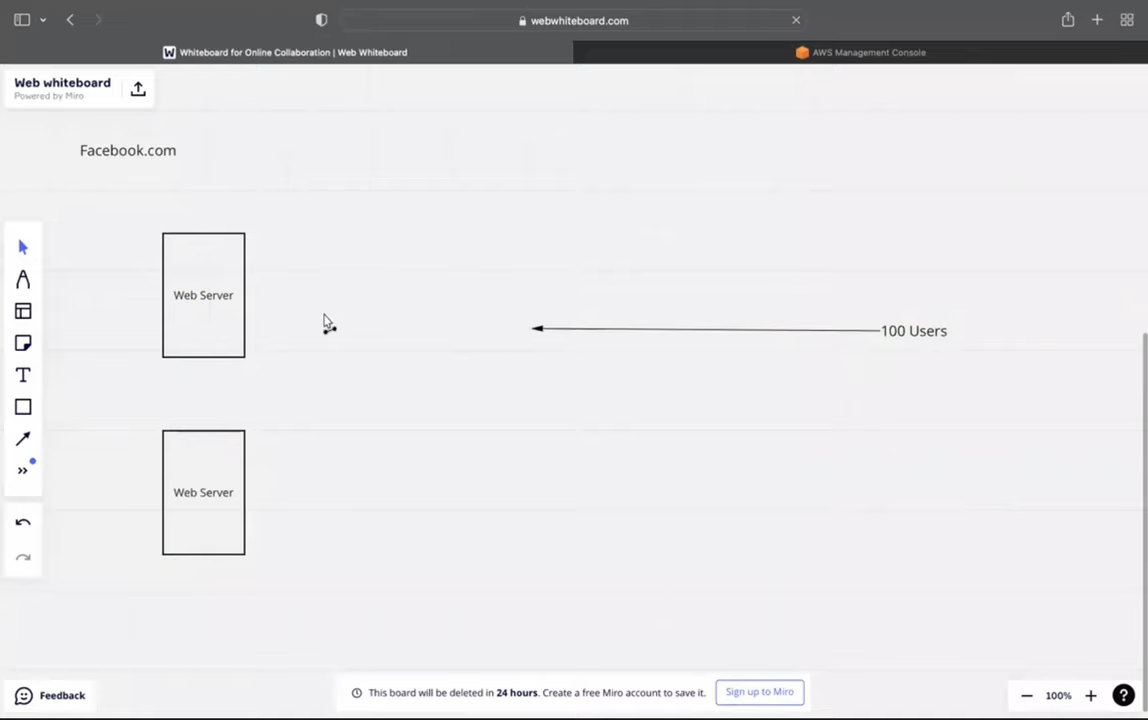 webwhiteboard.com
W Whiteboard for Online Collaboration | Web Whiteboard
AWS Management Console
Web whiteboard
Powered by Miro
Facebook.com
Web Server
100 Users
T
Web Server
Feedback
This board will be deleted in 24 hours. Create a free Miro account to save it.
Sign up to Miro
100%
?